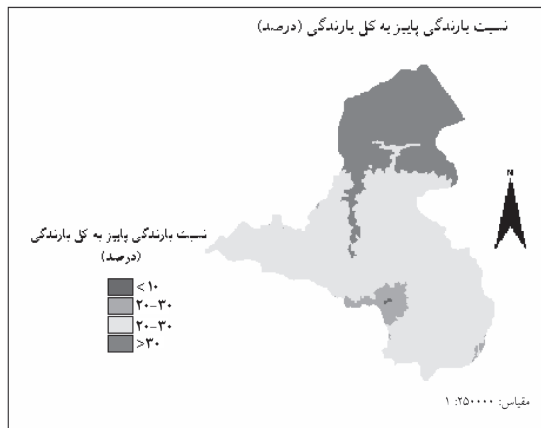 نسبت بارندگی پاییز به کل بارندگی (درصد)
N
نسبت بارندگی پاییز به کل بارندگی
(درصد)
<۱۰
۲۰-۳۰
۲۰-۳۰
>۳۰
مقیاس: ۲۵۰۰۰۰: ۱